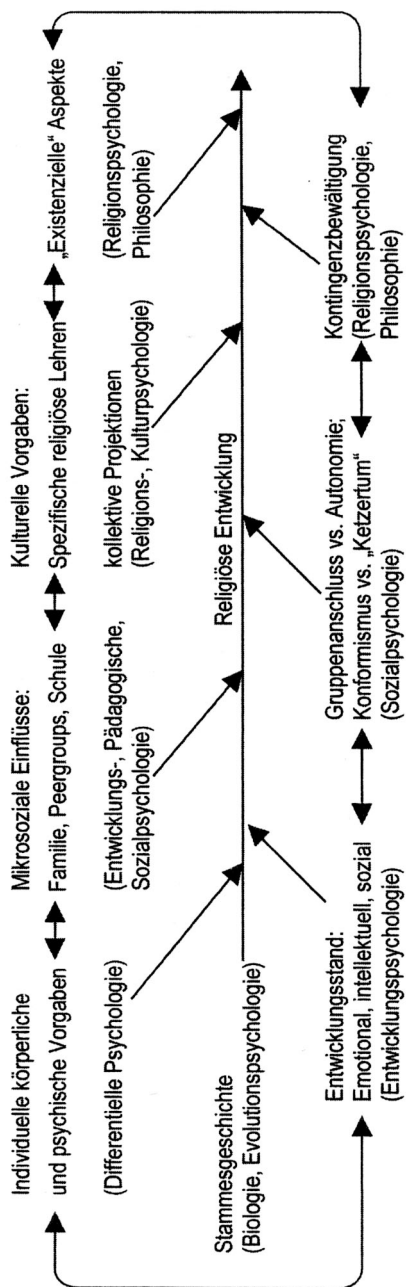 Individuelle körperliche
und psychische Vorgaben
(Differentielle Psychologie)
Mikrosoziale Einflüsse:
Familie, Peergroups, Schule
(Entwicklungs-, Pädagogische,
Sozialpsychologie)
Kulturelle Vorgaben:
Spezifische religiöse Lehren
kollektive Projektionen
(Religions-, Kulturpsychologie)
„Existenzielle“ Aspekte
(Religionspsychologie,
Philosophie)
Stammesgeschichte
(Biologie, Evolutionspsychologie)
Religiöse Entwicklung
Entwicklungsstand:
Emotional, intellektuell, sozial
(Entwicklungspsychologie)
Gruppenanschluss vs. Autonomie;
Konformismus vs. „Ketzertum“
(Sozialpsychologie)
Kontingenzbewältigung
(Religionspsychologie,
Philosophie)